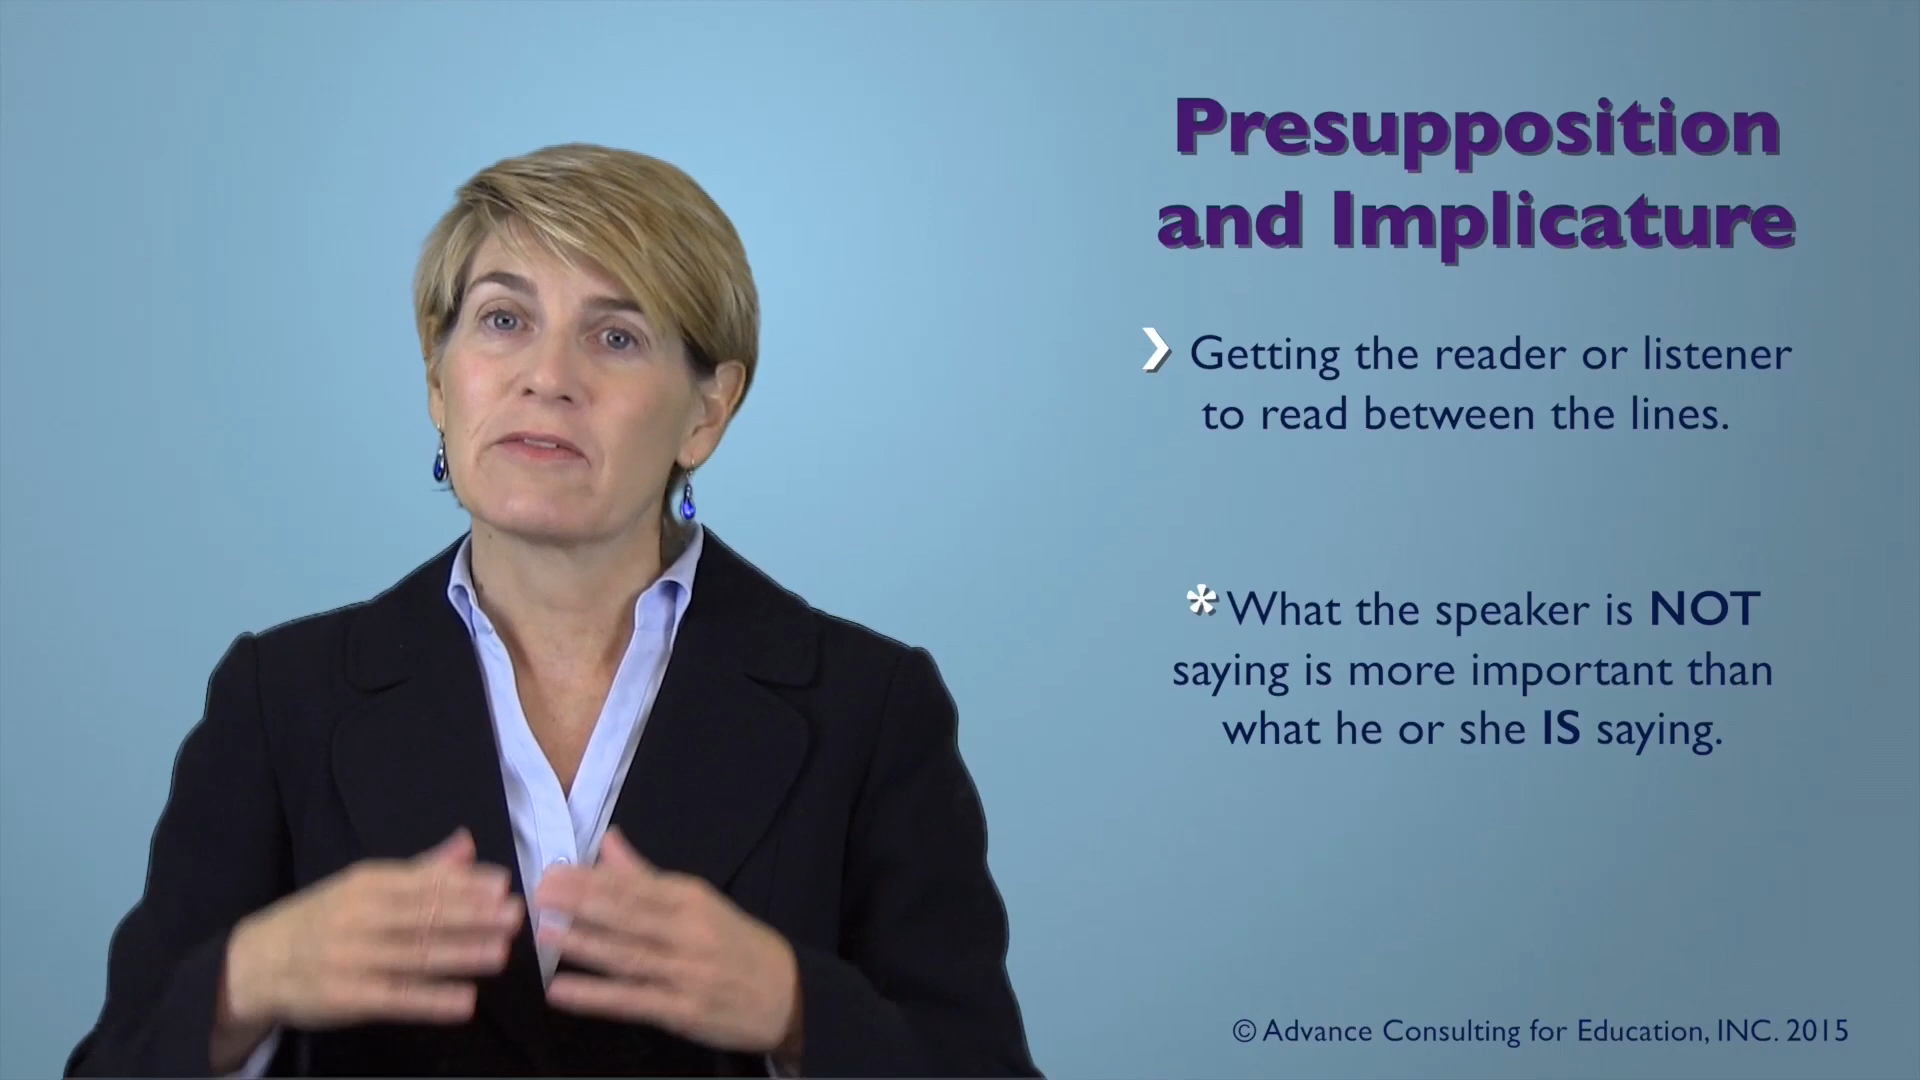 Presupposition
and Implicature
› Getting the reader or listener
to read between the lines.
*What the speaker is NOT
saying is more important than
what he or she IS saying.
© Advance Consulting for Education, INC. 2015